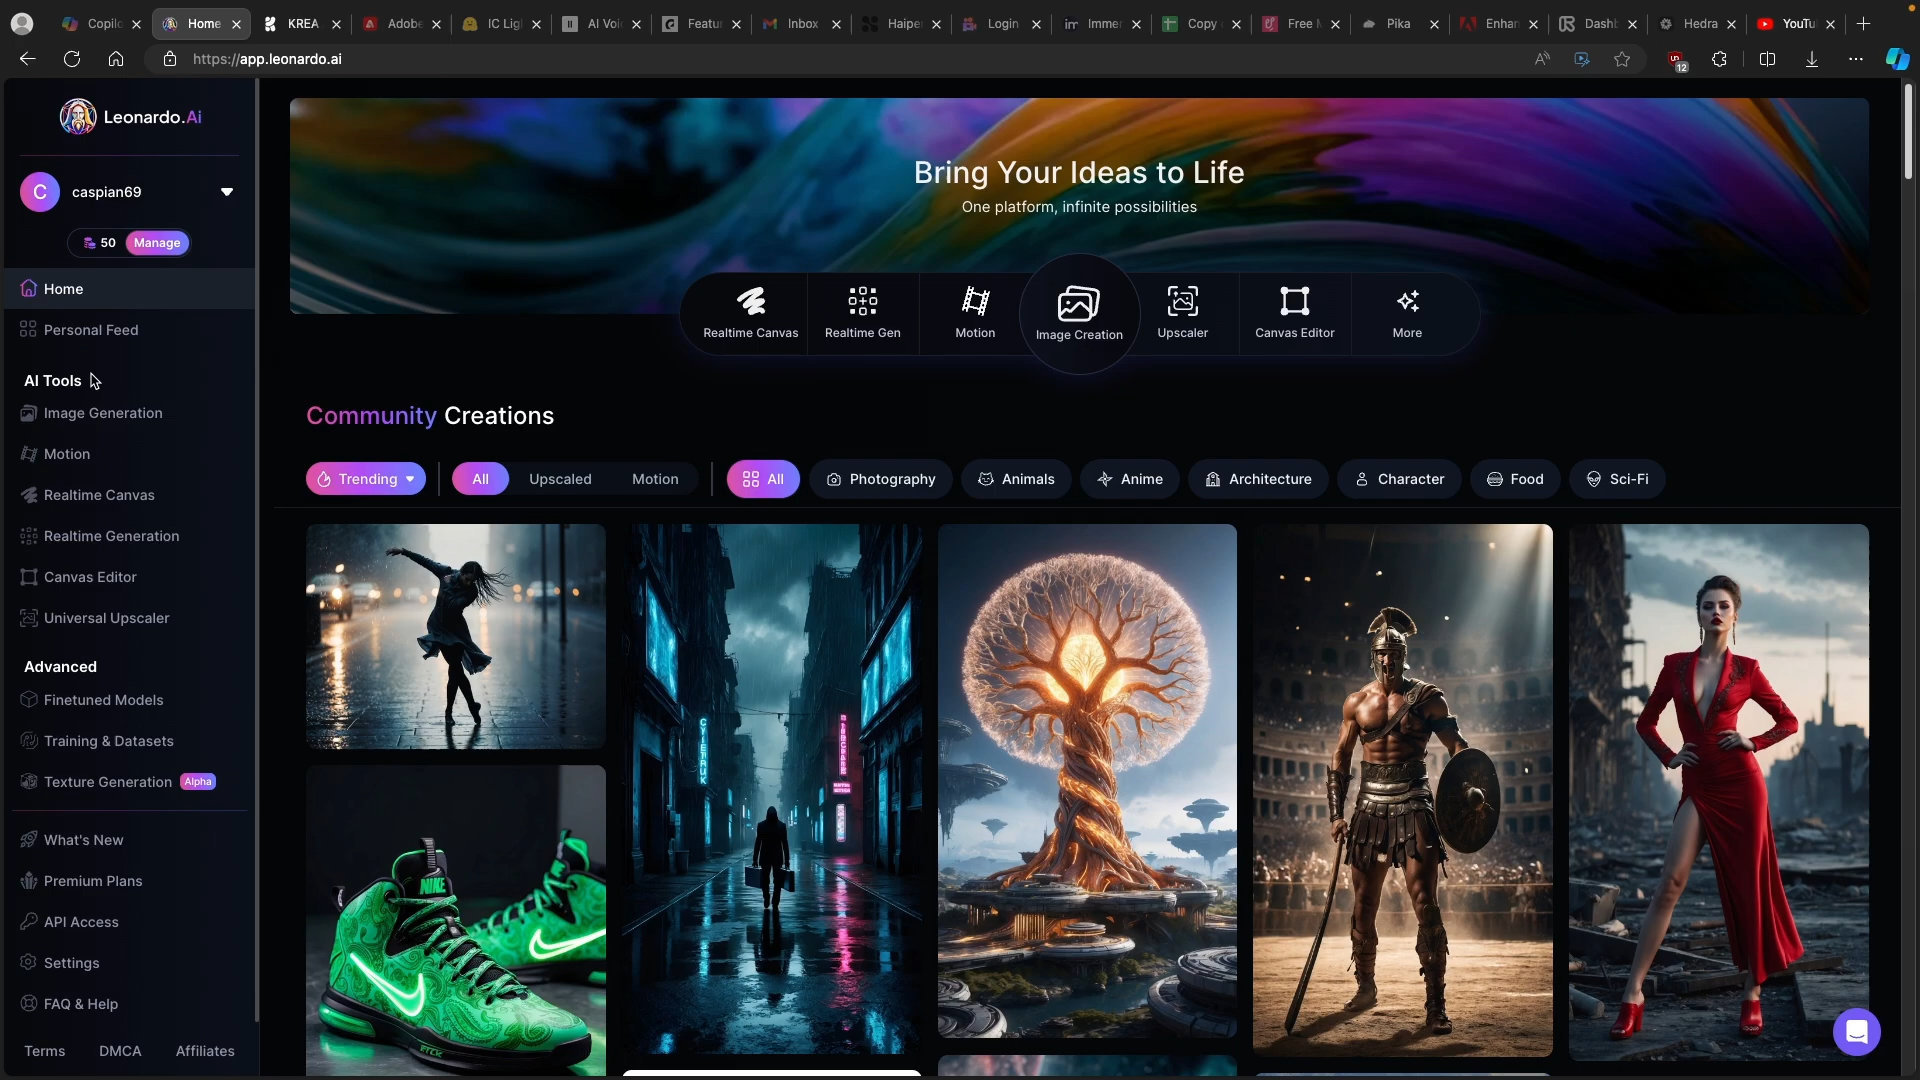 Copilo
Home
KREA
Adobe
IC Ligh
AI Voi
Featur
Inbox
Haiper
Login
Immer
Copy
Free M
Pika
Enhan
Dashb
Hedra
YouTu
https://app.leonardo.ai
12
Leonardo.Ai
C
caspian69
50
Manage
Home
Personal Feed
AI Tools
Image Generation
Motion
Realtime Canvas
Realtime Generation
Canvas Editor
Universal Upscaler
Advanced
Finetuned Models
Training & Datasets
Texture Generation Alpha
What's New
Premium Plans
API Access
Settings
FAQ & Help
Terms
DMCA
Affiliates
Bring Your Ideas to Life
One platform, infinite possibilities
Realtime Canvas
Realtime Gen
Motion
Image Creation
Upscaler
Canvas Editor
More
Community Creations
Trending
All
Upscaled
Motion
All
Photography
Animals
Anime
Architecture
Character
Food
Sci-Fi
NIKE